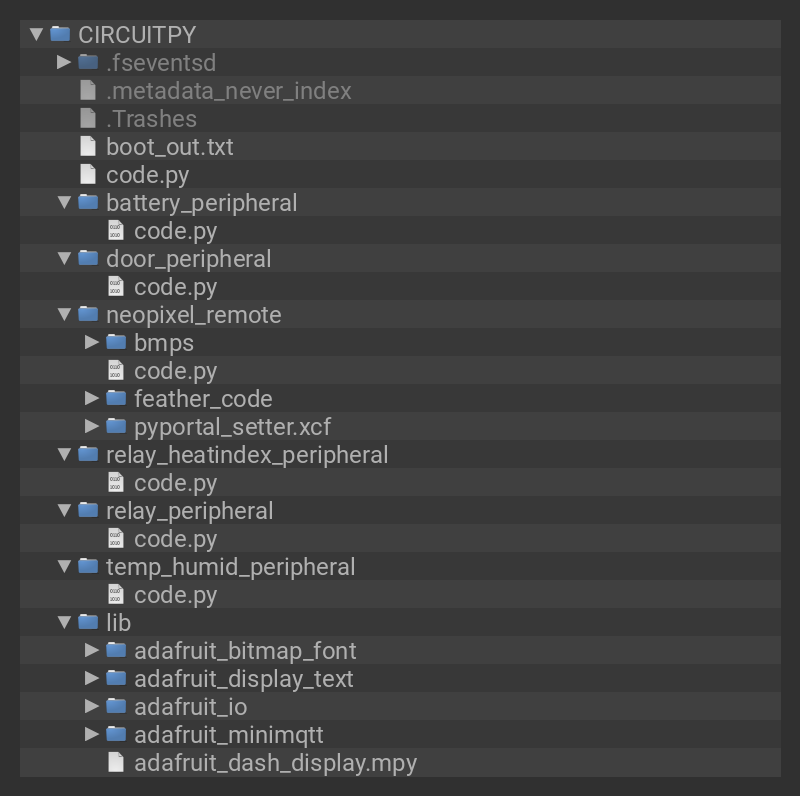 CIRCUITPY
.fseventsd
.metadata_never_index
.Trashes
boot_out.txt
code.py
battery_peripheral
code.py
door_peripheral
code.py
neopixel_remote
bmps
code.py
feather_code
pyportal_setter.xcf
relay_heatindex_peripheral
code.py
relay_peripheral
code.py
temp_humid_peripheral
code.py
lib
adafruit_bitmap_font
adafruit_display_text
adafruit_io
adafruit_minimqtt
adafruit_dash_display.mpy